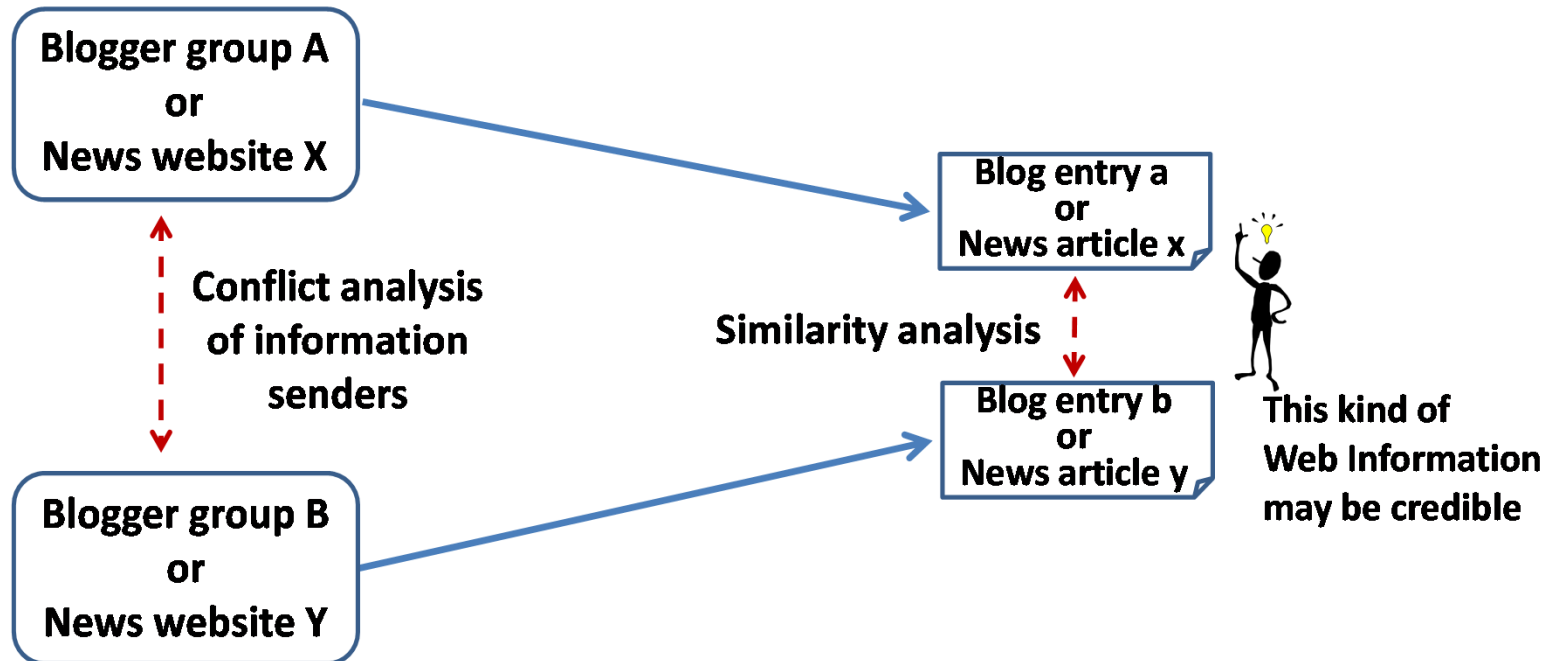 Blogger group A
or
News website X
Conflict analysis
of information
senders
Blogger group B
or
News website Y
Blog entry a
or
News article x
Similarity analysis
Blog entry b
or
News article y
This kind of
Web Information
may be credible